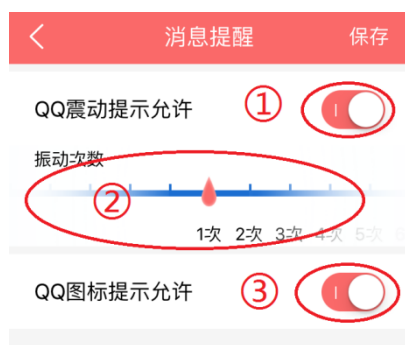 消息提醒 保存
QQ震动提示允许 ①
振动次数
②
1次 2次 3次 4次 5次 6
QQ图标提示允许 ③